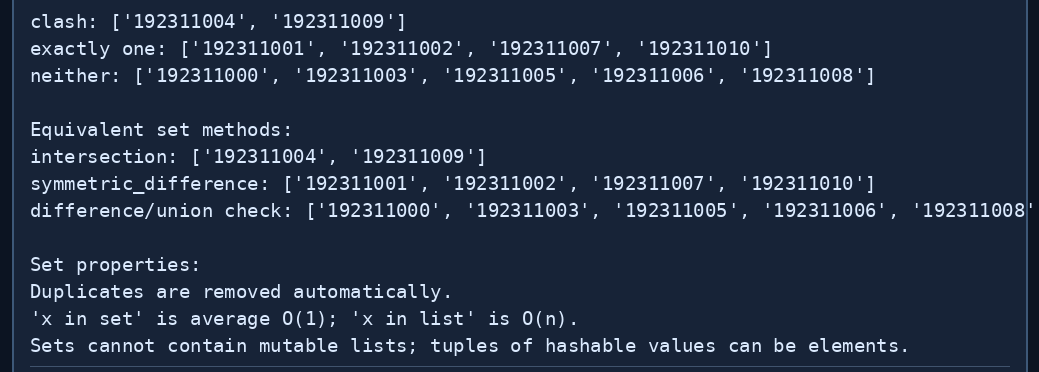 clash: ['192311004', '192311009']
exactly one: ['192311001', '192311002', '192311007', '192311010']
neither: ['192311000', '192311003', '192311005', '192311006', '192311008']
Equivalent set methods:
intersection: ['192311004', '192311009']
symmetric_difference: ['192311001', '192311002', '192311007', '192311010']
difference/union check: ['192311000', '192311003', '192311005', '192311006', '192311008'
Set properties:
Duplicates are removed automatically.
'x in set' is average O(1); 'x in list' is O(n).
Sets cannot contain mutable lists; tuples of hashable values can be elements.